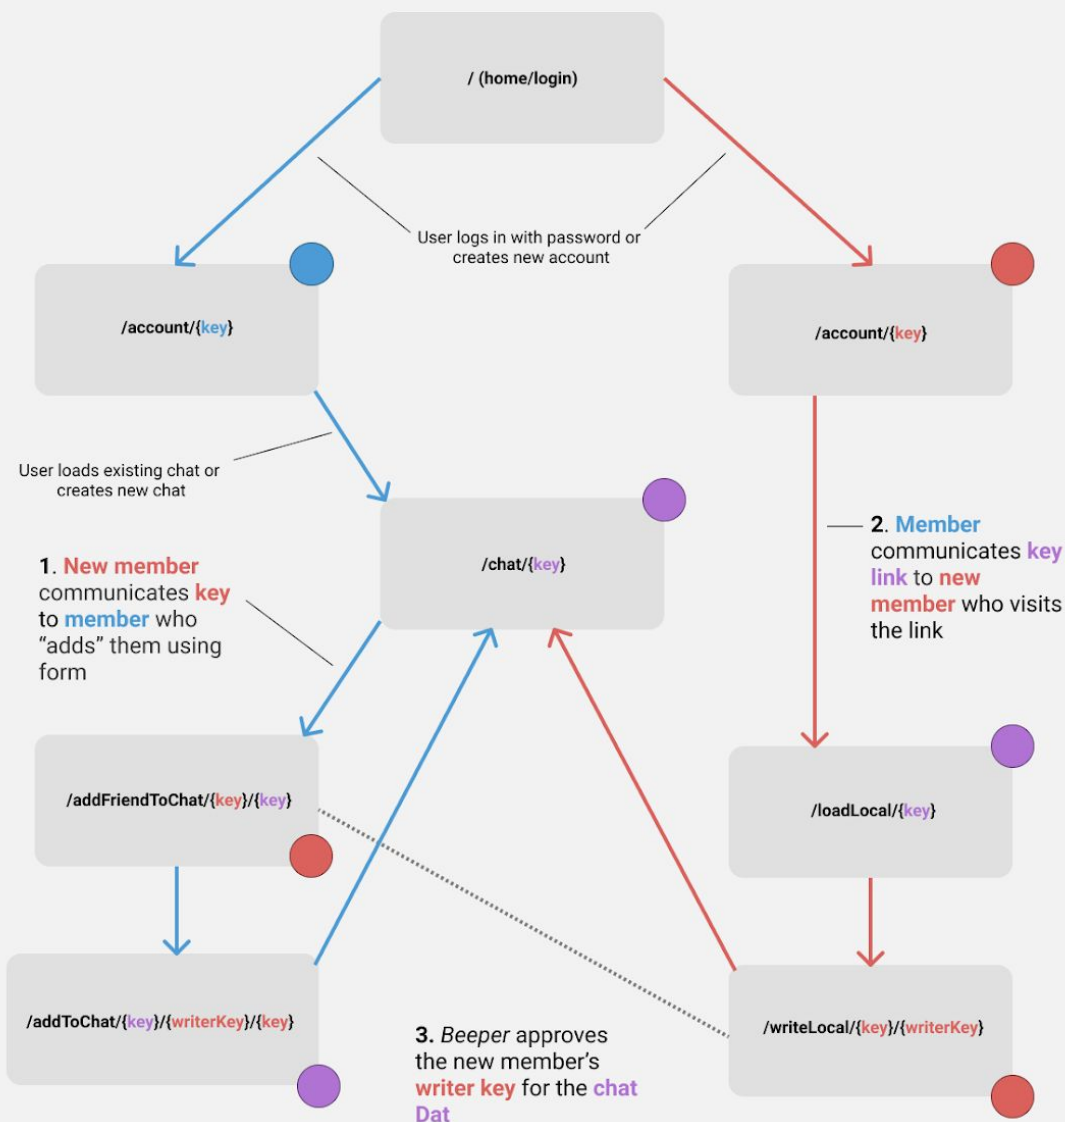 / (home/login)
User logs in with password or
creates new account
/account/{key}
/account/{key}
User loads existing chat or
creates new chat
/chat/{key}
1. New member
communicates key
to member who
“adds” them using
form
2. Member
communicates key
link to new
member who visits
the link
/addFriendToChat/{key}/{key}
/loadLocal/{key}
/addToChat/{key}/{writerKey}/{key}
/writeLocal/{key}/{writerKey}
3. Beeper approves
the new member’s
writer key for the chat
Dat